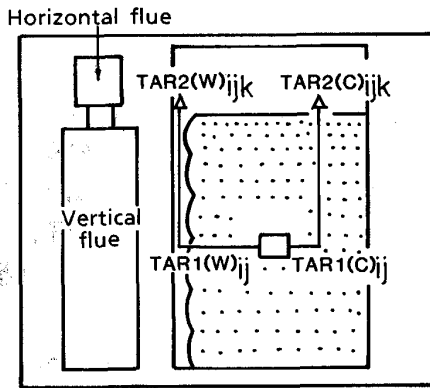 Horizontal flue
TAR2(W)ijk TAR2(C)ijk
Vertical
flue
TAR1(W)ij TAR1(C)ij